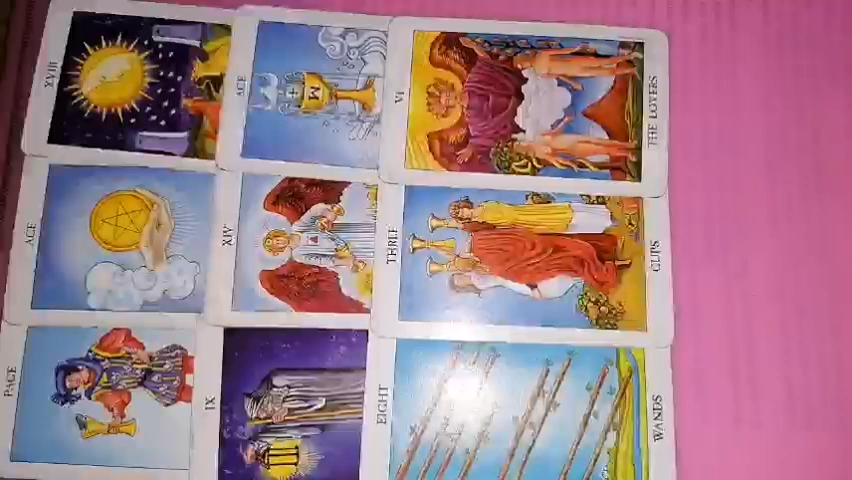 XVIII
ACE
VI
THE LOVERS
ACE
XIV
THREE
CUPS
PAGE
IX
EIGHT
WANDS